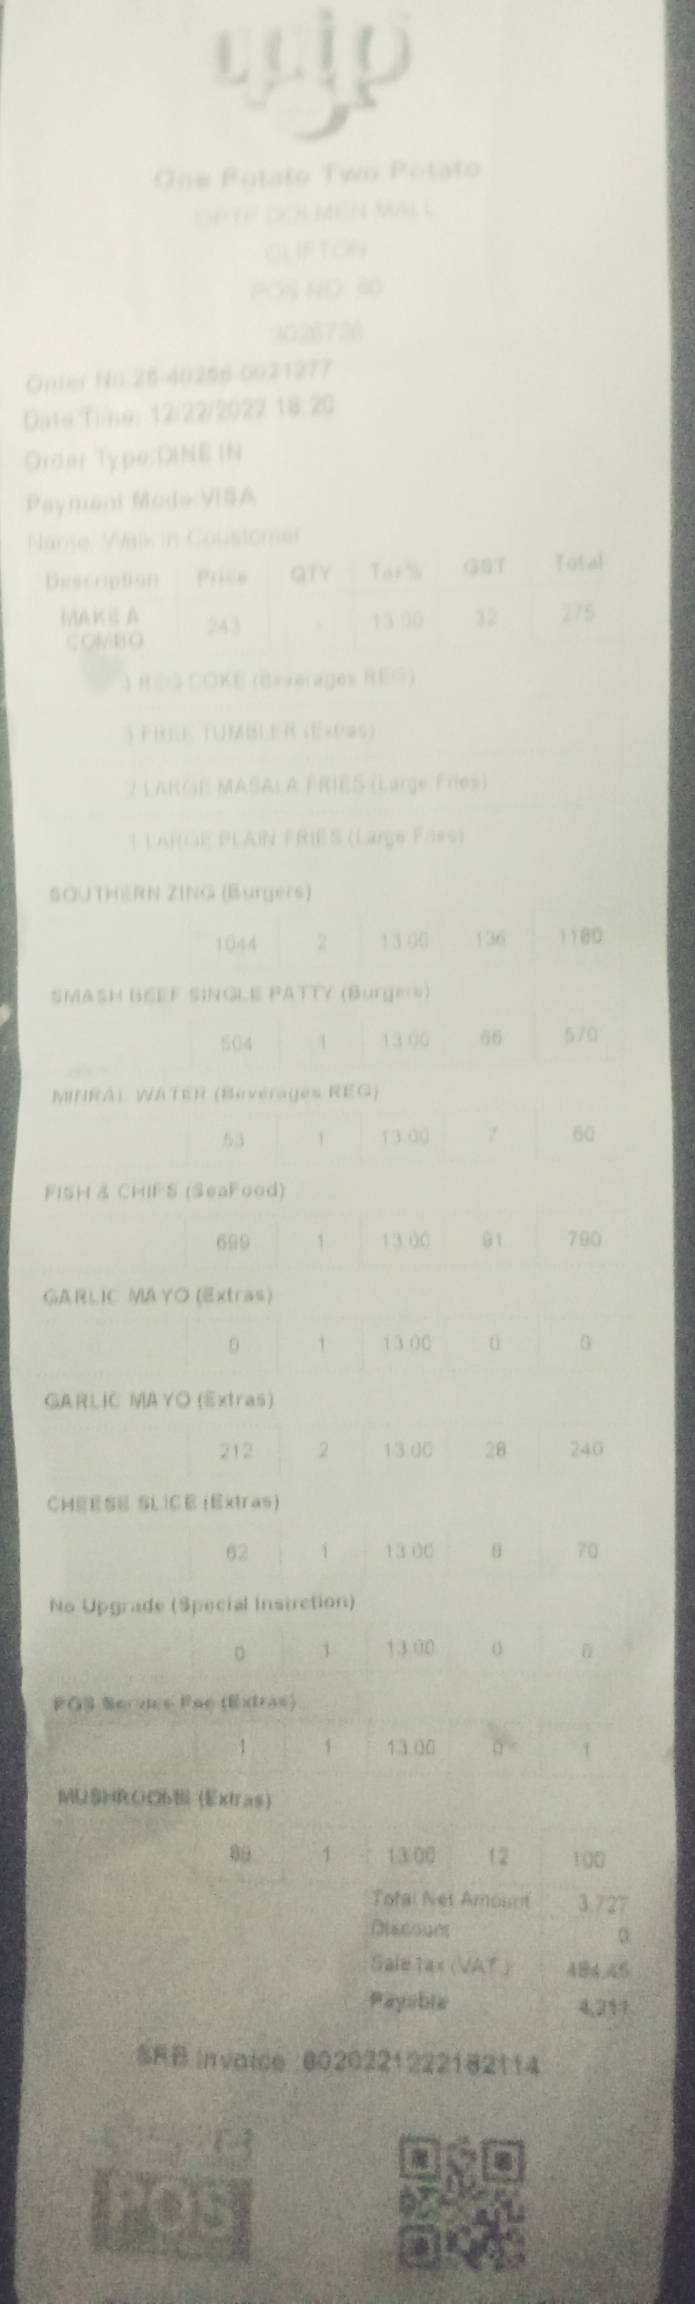 One Potato Two Potato
OPTP DOLMEN MALL
CLIFTON
POS NO: 60
Order No:25-40256-0021277
Date Time: 12/22/2022 18:20
Order Type:DINE IN
Payment Mode:VISA
Name: Walk in Coustomer
Description Price QTY Tax% GST Total
MAKE A COMBO 243 - 13.00 32 275
3 REG COKE (Beverages REG)
3 FREE TUMBLER (Extras)
2 LARGE MASALA FRIES (Large Fries)
1 LARGE PLAIN FRIES (Large Fries)
SOUTHERN ZING (Burgers)
1044 2 13.00 136 1180
SMASH BEEF SINGLE PATTY (Burgers)
504 1 13.00 66 570
MINRAL WATER (Beverages REG)
53 1 13.00 7 60
FISH & CHIPS (SeaFood)
699 1 13.00 91 790
GARLIC MAYO (Extras)
0 1 13.00 0 0
GARLIC MAYO (Extras)
212 2 13.00 28 240
CHEESE SLICE (Extras)
62 1 13.00 8 70
No Upgrade (Special Insirction)
0 1 13.00 0 0
POS Service Fee (Extras)
1 1 13.00 0 1
MUSHROOMS (Extras)
89 1 13.00 12 100
Total Net Amount 3,727
Discount 0
Sale Tax (VAT) 484.45
Payable 4,211
SRB Invoice :
POS